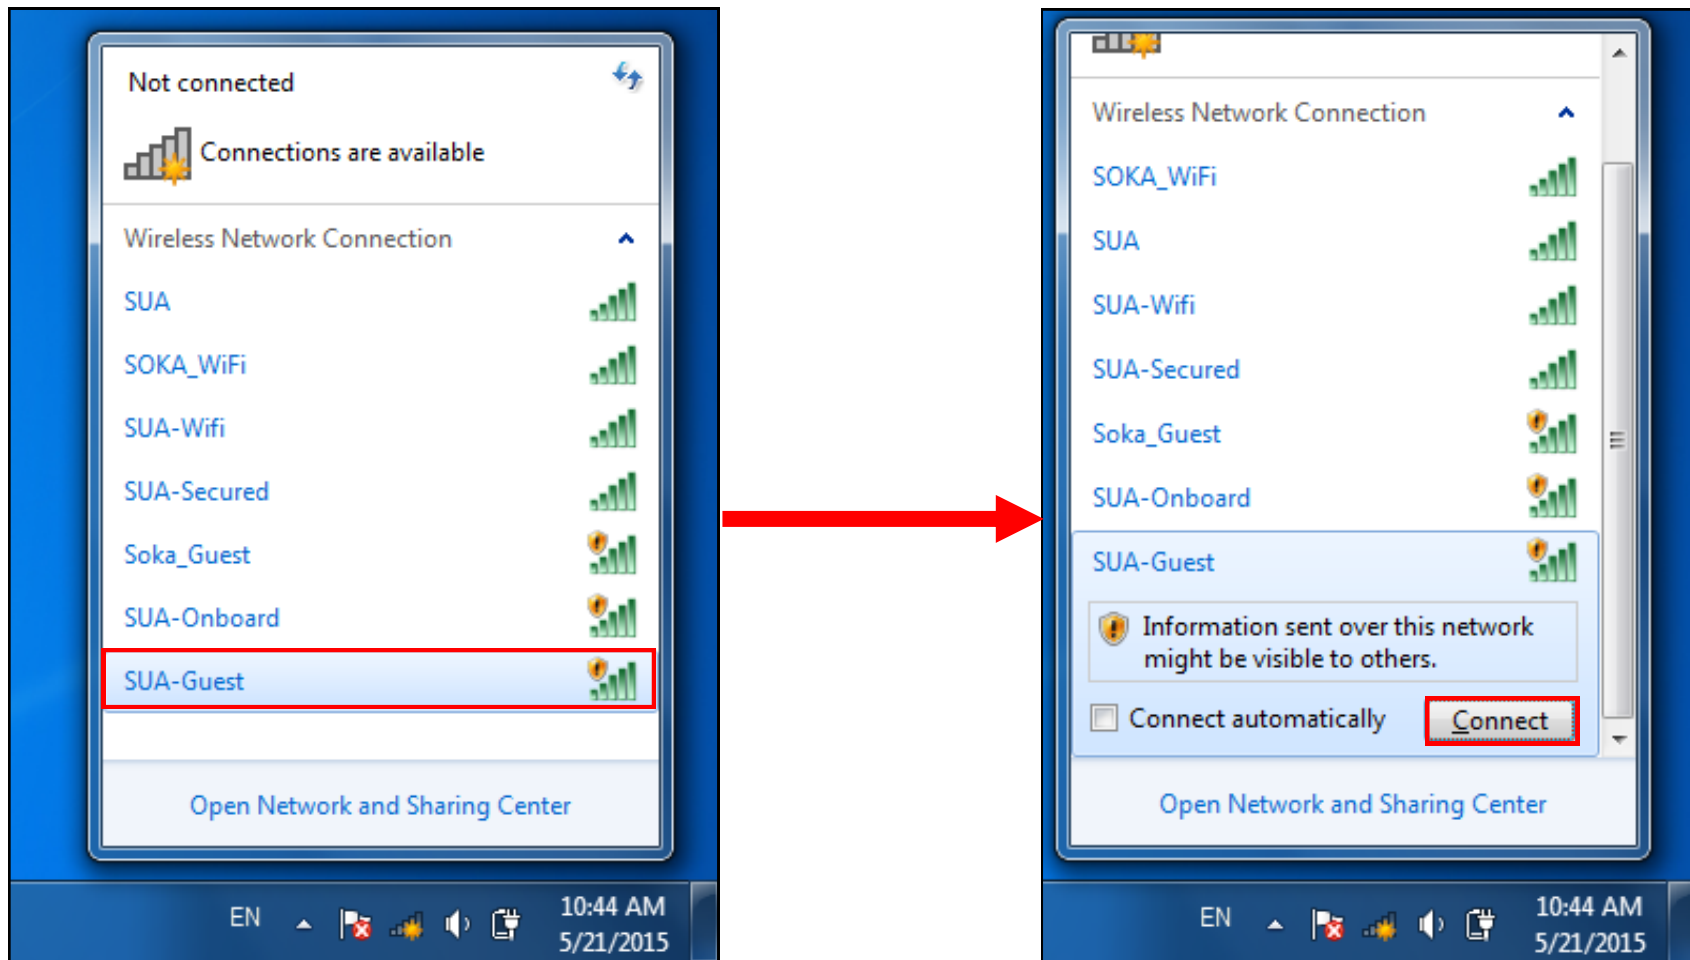 Not connected
Connections are available
Wireless Network Connection
SUA
SOKA_WiFi
SUA-Wifi
SUA-Secured
Soka_Guest
SUA-Onboard
SUA-Guest
Open Network and Sharing Center
EN
10:44 AM
5/21/2015
Wireless Network Connection
SOKA_WiFi
SUA
SUA-Wifi
SUA-Secured
Soka_Guest
SUA-Onboard
SUA-Guest
Information sent over this network
might be visible to others.
Connect automatically
Connect
Open Network and Sharing Center
EN
10:44 AM
5/21/2015